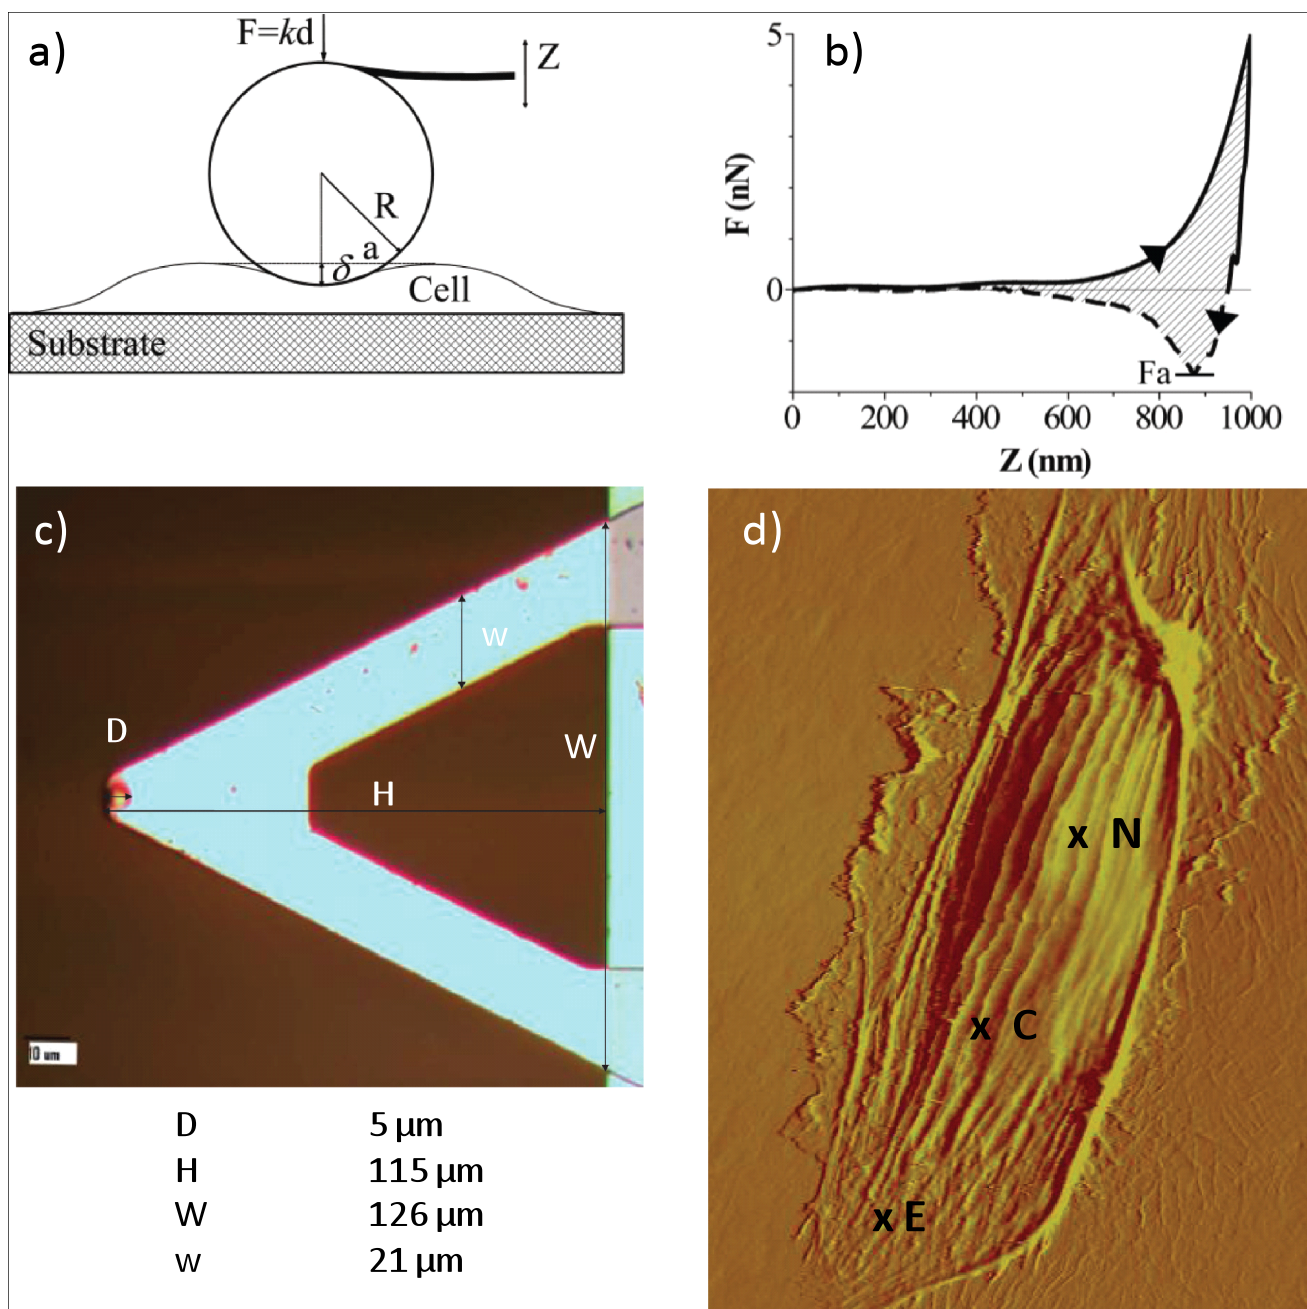 a)
F=kd
Z
R
a
δ
Cell
Substrate
b)
5
F (nN)
0
Fa
0 200 400 600 800 1000
Z (nm)
c)
D
w
W
H
10 um
D 5 µm
H 115 µm
W 126 µm
w 21 µm
d)
x N
x C
x E